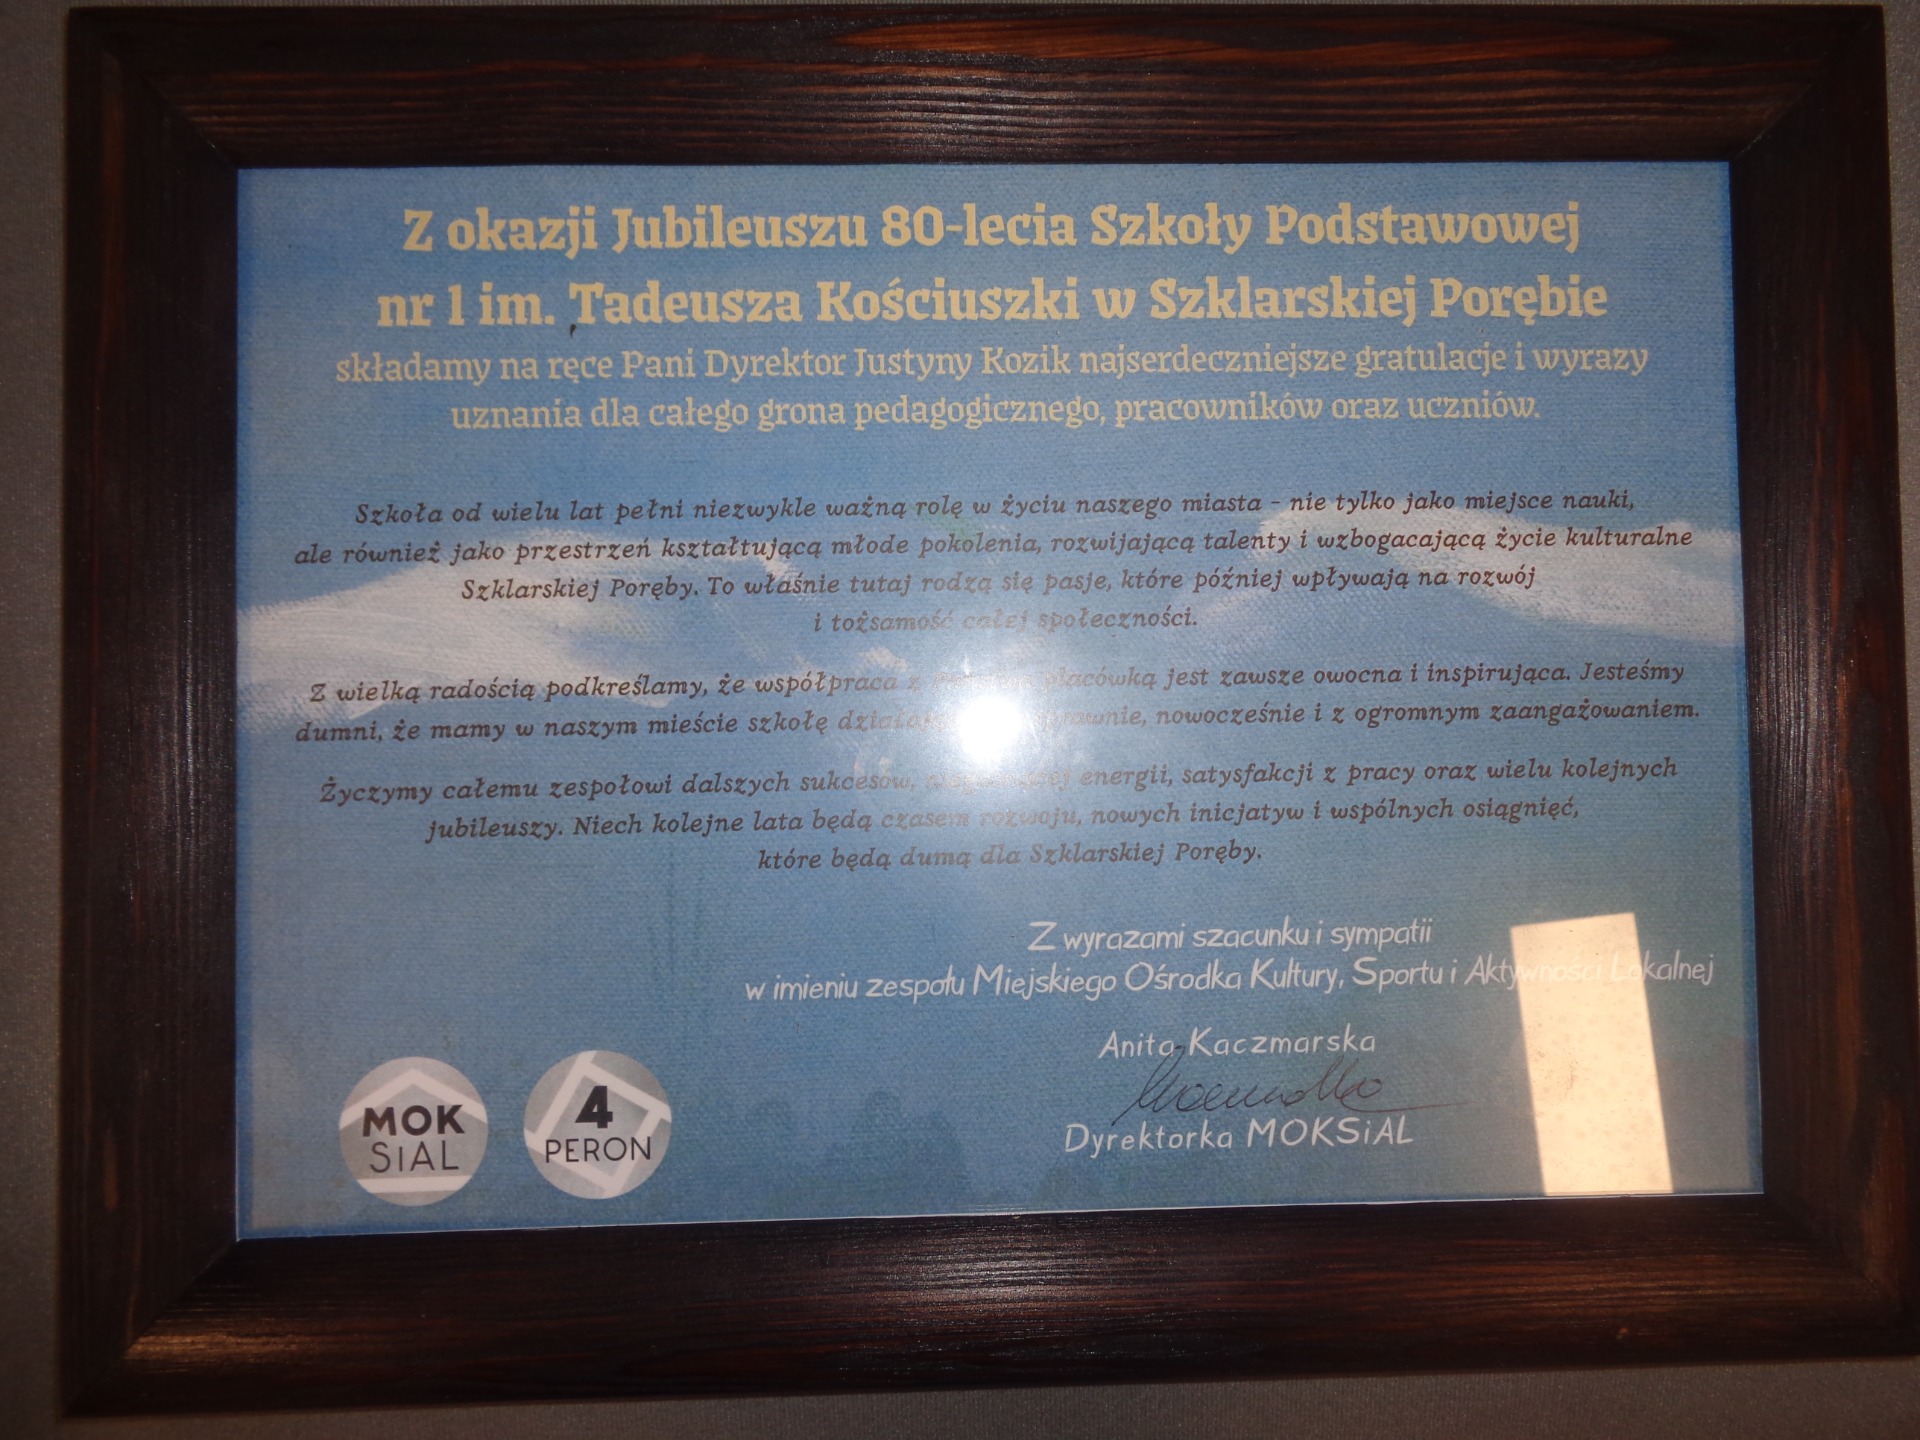 Z okazji Jubileuszu 80-lecia Szkoły Podstawowej
nr 1 im. Tadeusza Kościuszki w Szklarskiej Porębie
składamy na ręce Pani Dyrektor Justyny Kozik najserdeczniejsze gratulacje i wyrazy
uznania dla całego grona pedagogicznego, pracowników oraz uczniów.
Szkoła od wielu lat pełni niezwykle ważną rolę w życiu naszego miasta - nie tylko jako miejsce nauki,
ale również jako przestrzeń kształtującą młode pokolenia, rozwijającą talenty i wzbogacającą życie kulturalne
Szklarskiej Poręby. To właśnie tutaj rodzą się pasje, które później wpływają na rozwój
i tożsamość całej społeczności.
Z wielką radością podkreślamy, że współpraca z placówką jest zawsze owocna i inspirująca. Jesteśmy
dumni, że mamy w naszym mieście szkołę nowocześnie i z ogromnym zaangażowaniem.
Życzymy całemu zespołowi dalszych sukcesów, energii, satysfakcji z pracy oraz wielu kolejnych
jubileuszy. Niech kolejne lata będą czasem rozwoju, nowych inicjatyw i wspólnych osiągnięć,
które będą dumą dla Szklarskiej Poręby.
Z wyrazami szacunku i sympatii
w imieniu zespołu Miejskiego Ośrodka Kultury, Sportu i Aktywności Lokalnej
Anita Kaczmarska
Dyrektorka MOKSiAL
MOK
SiAL
4
PERON